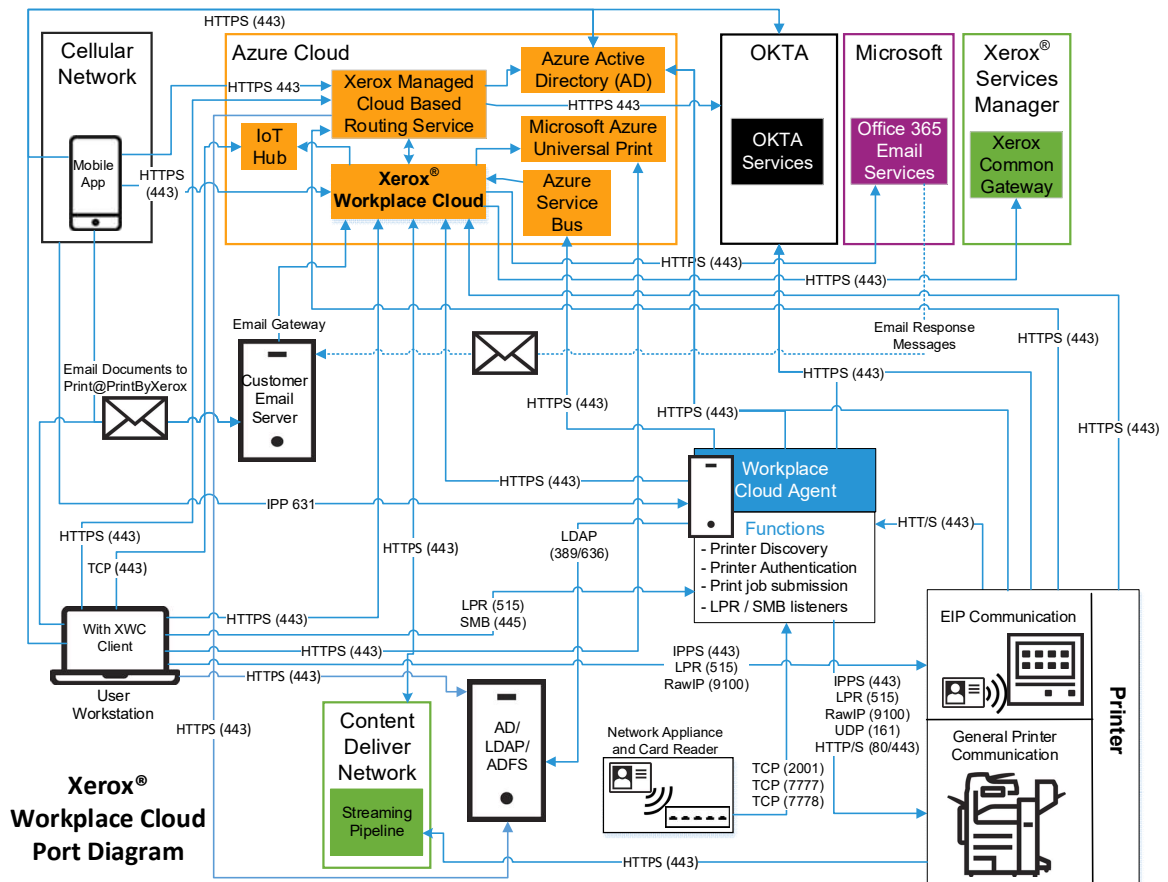 HTTPS (443)
Cellular
Network
Mobile
App
HTTPS 443
HTTPS
(443)
Azure Cloud
Xerox Managed
Cloud Based
Routing Service
Azure Active
Directory (AD)
HTTPS 443
IoT
Hub
Microsoft Azure
Universal Print
Xerox®
Workplace Cloud
Azure
Service
Bus
OKTA
OKTA
Services
Microsoft
Office 365
Email
Services
Xerox®
Services
Manager
Xerox
Common
Gateway
HTTPS (443)
HTTPS (443)
Email Gateway
Email Response
Messages
HTTPS (443)
Email Documents to
Print@PrintByXerox
Customer
Email
Server
HTTPS (443)
HTTPS (443)
HTTPS (443)
HTTPS (443)
Workplace
Cloud Agent
HTTPS (443)
IPP 631
Functions
- Printer Discovery
- Printer Authentication
- Print job submission
- LPR / SMB listeners
HTT/S (443)
HTTPS (443)
TCP (443)
HTTPS (443)
LDAP
(389/636)
With XWC
Client
User
Workstation
HTTPS (443)
LPR (515)
SMB (445)
HTTPS (443)
HTTPS (443)
IPPS (443)
LPR (515)
RawIP (9100)
IPPS (443)
LPR (515)
RawIP (9100)
UDP (161)
HTTP/S (80/443)
EIP Communication
Printer
General Printer
Communication
HTTPS (443)
Content
Deliver
Network
Streaming
Pipeline
AD/
LDAP/
ADFS
Network Appliance
and Card Reader
TCP (2001)
TCP (7777)
TCP (7778)
HTTPS (443)
Xerox®
Workplace Cloud
Port Diagram